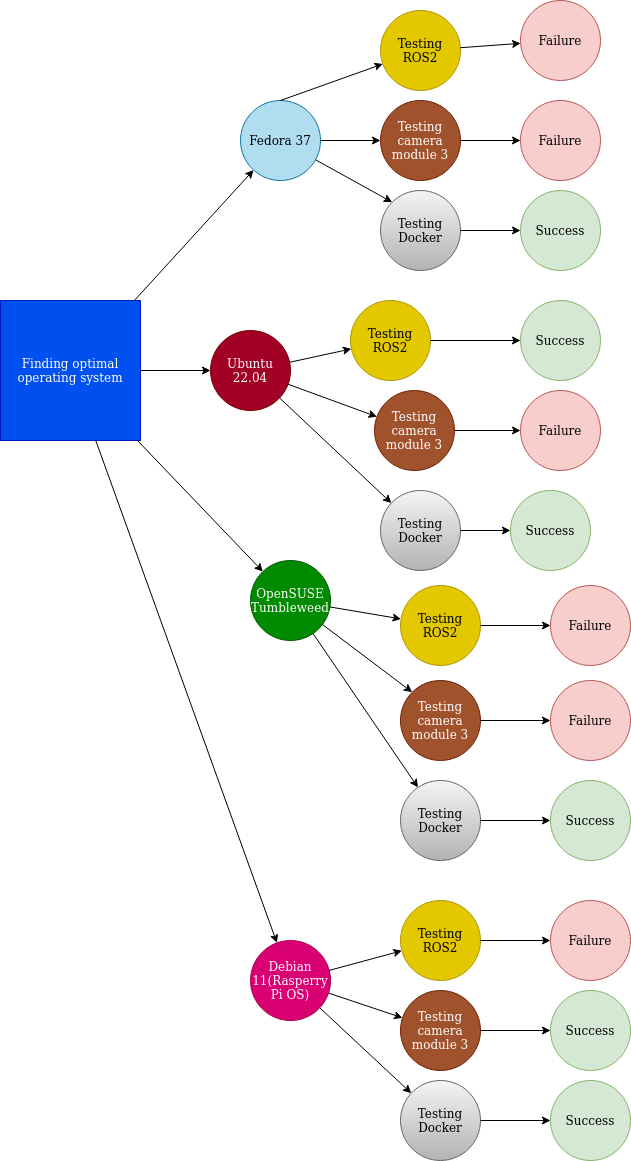 Finding optimal
operating system
Fedora 37
Testing
ROS2
Failure
Testing
camera
module 3
Failure
Testing
Docker
Success
Ubuntu
22.04
Testing
ROS2
Success
Testing
camera
module 3
Failure
Testing
Docker
Success
OpenSUSE
Tumbleweed
Testing
ROS2
Failure
Testing
camera
module 3
Failure
Testing
Docker
Success
Debian
11(Rasperry
Pi OS)
Testing
ROS2
Failure
Testing
camera
module 3
Success
Testing
Docker
Success